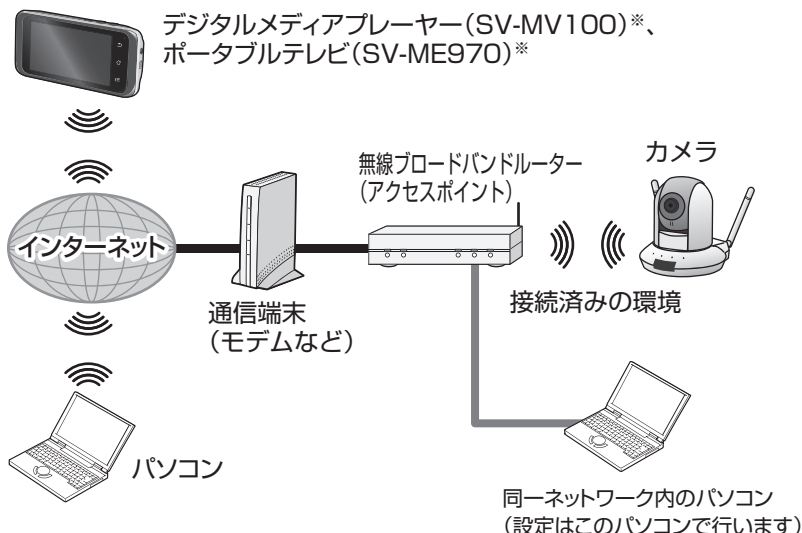 デジタルメディアプレーヤー（SV-MV100）※、
ポータブルテレビ（SV-ME970）※
無線ブロードバンドルーター
（アクセスポイント）
カメラ
インターネット
通信端末
（モデムなど）
接続済みの環境
パソコン
同一ネットワーク内のパソコン
（設定はこのパソコンで行います）